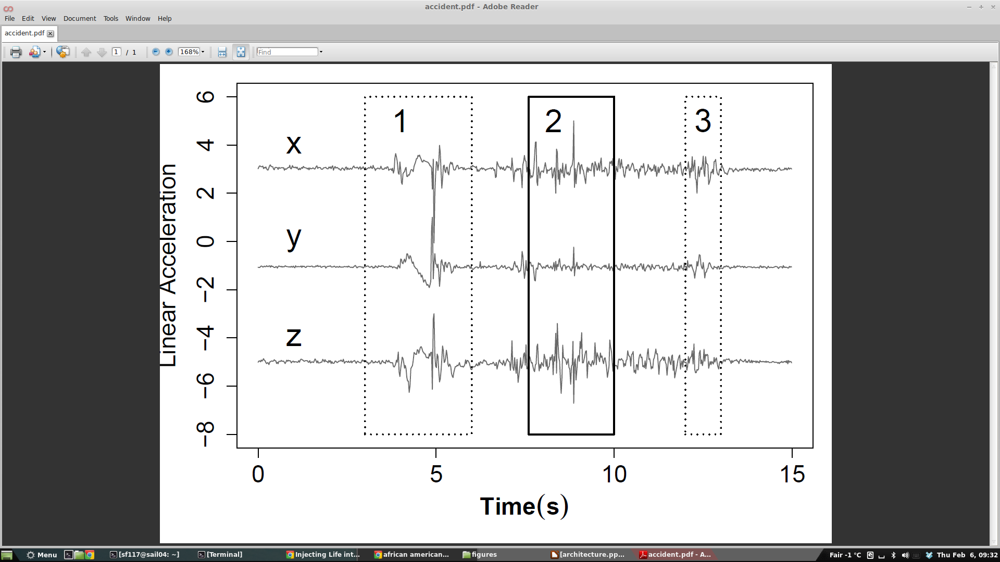 accident.pdf - Adobe Reader
File Edit View Document Tools Window Help
accident.pdf
1 / 1 168% Find
6
4
2
0
−2
−4
−6
−8
Linear Acceleration
1 2 3
x
y
z
0 5 10 15
Time(s)
Menu [sf117@sail04: ~] [Terminal] Injecting Life int... african american... figures [architecture.pp... accident.pdf - A... Fair -1 °C Thu Feb 6, 09:32